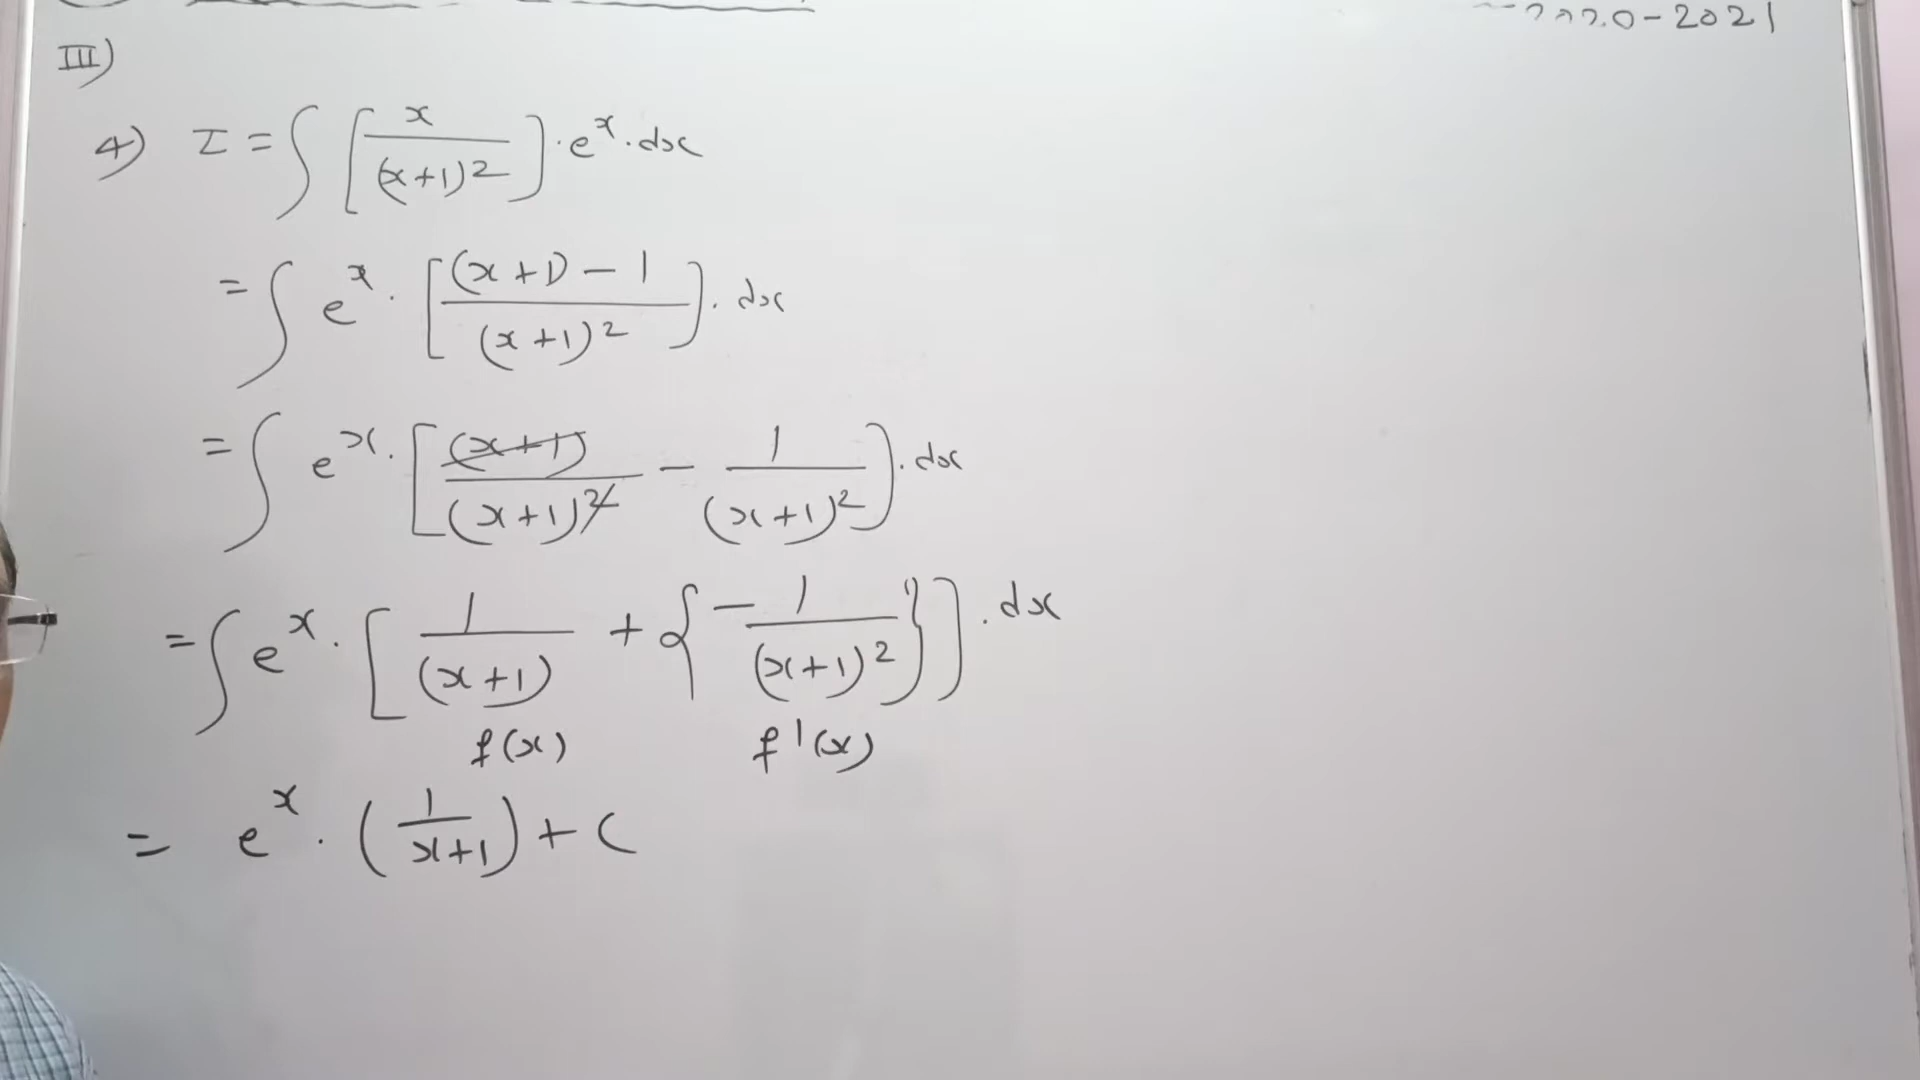 2020-2021
III)
4) I = ∫ [x/(x+1)²]·eˣ·dx
= ∫ eˣ·[(x+1)-1/(x+1)²]·dx
= ∫ eˣ·[(x+1)/(x+1)² - 1/(x+1)²]·dx
= ∫ eˣ·[1/(x+1) + {-1/(x+1)²}]·dx
f(x) f'(x)
= eˣ·(1/x+1) + C